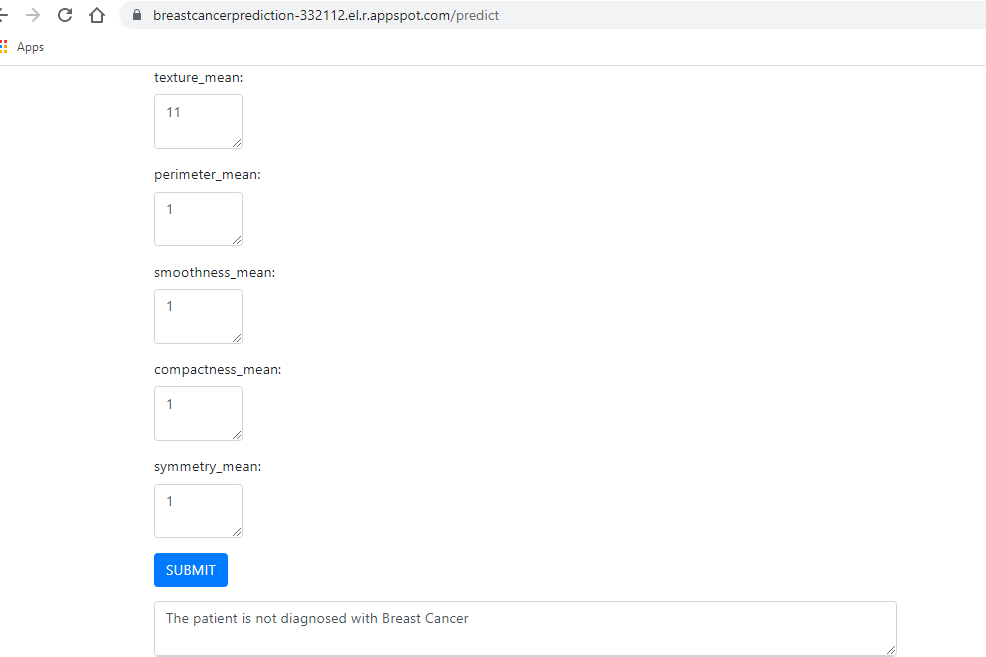 breastcancerprediction-332112.el.r.appspot.com/predict
Apps
texture_mean:
11
perimeter_mean:
1
smoothness_mean:
1
compactness_mean:
1
symmetry_mean:
1
SUBMIT
The patient is not diagnosed with Breast Cancer